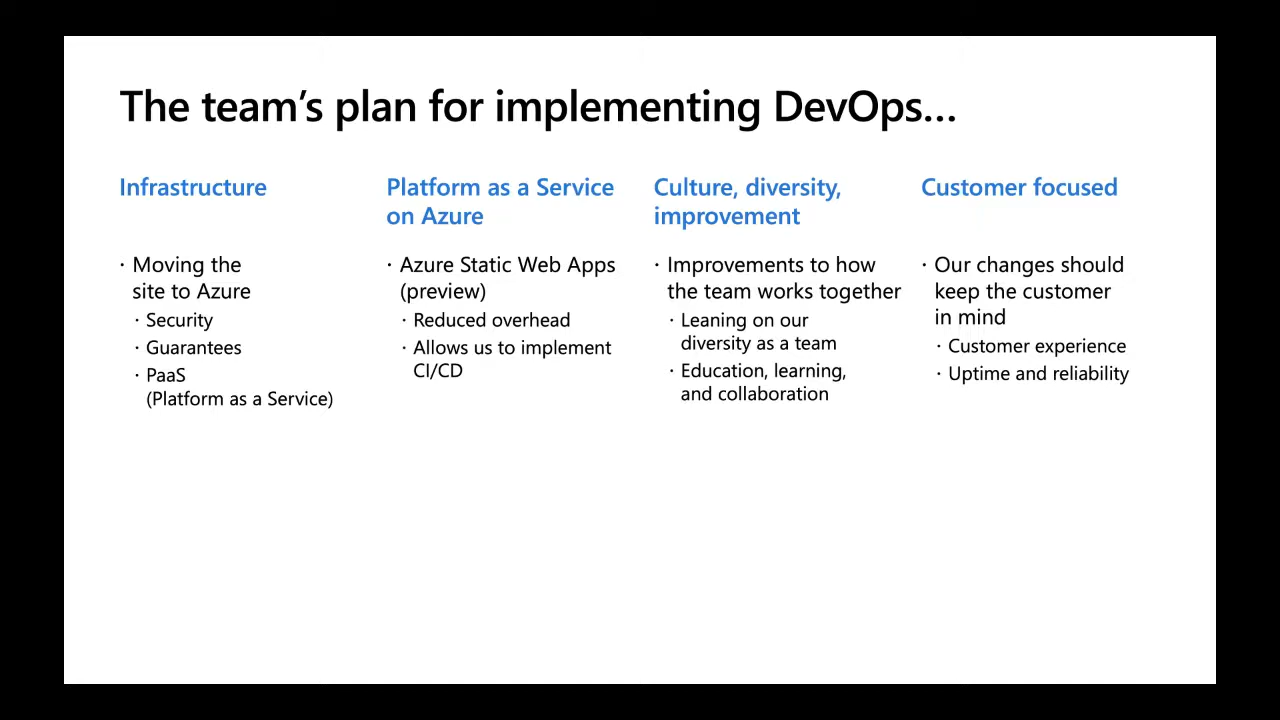 The team’s plan for implementing DevOps...
Infrastructure
· Moving the
site to Azure
· Security
· Guarantees
· PaaS
(Platform as a Service)
Platform as a Service
on Azure
· Azure Static Web Apps
(preview)
· Reduced overhead
· Allows us to implement
CI/CD
Culture, diversity,
improvement
· Improvements to how
the team works together
· Leaning on our
diversity as a team
· Education, learning,
and collaboration
Customer focused
· Our changes should
keep the customer
in mind
· Customer experience
· Uptime and reliability